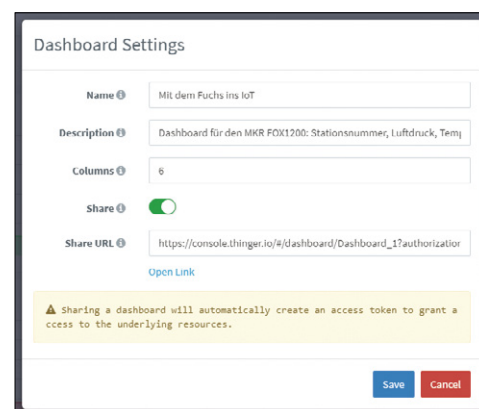 Dashboard Settings
Name
Mit dem Fuchs ins IoT
Description
Dashboard für den MKR FOX1200: Stationsnummer, Luftdruck, Temp
Columns
6
Share
Share URL
https://console.thinger.io/#/dashboard/Dashboard_1?authorization
Open Link
Sharing a dashboard will automatically create an access token to grant a
ccess to the underlying resources.
Save Cancel